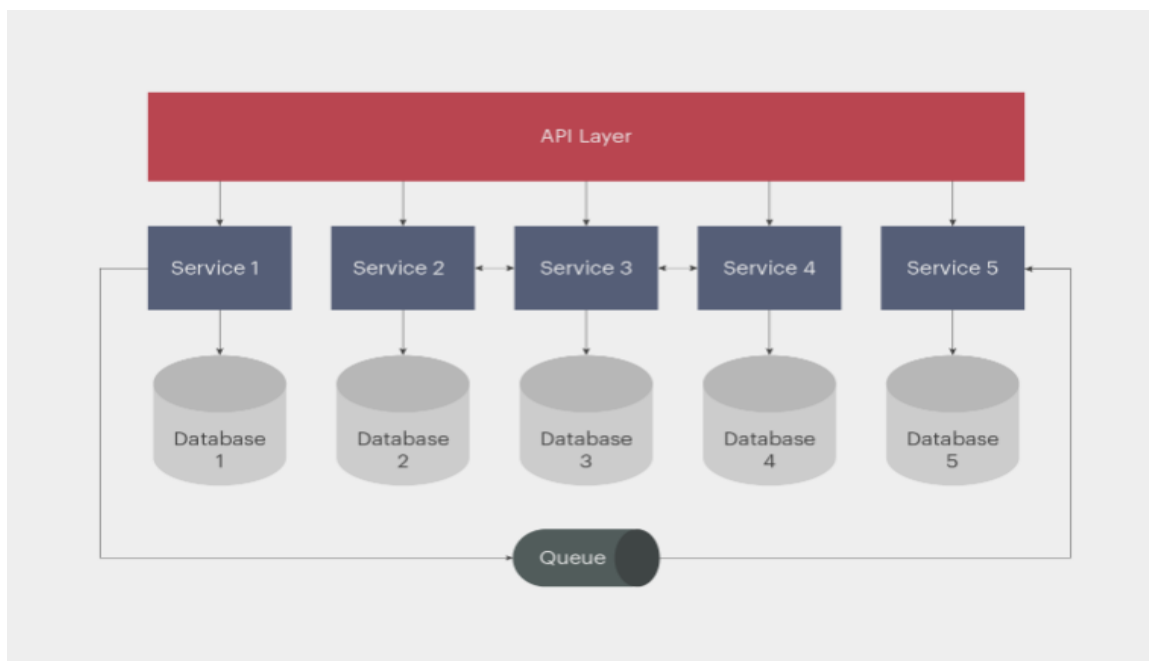 API Layer
Service 1
Service 2
Service 3
Service 4
Service 5
Database
1
Database
2
Database
3
Database
4
Database
5
Queue